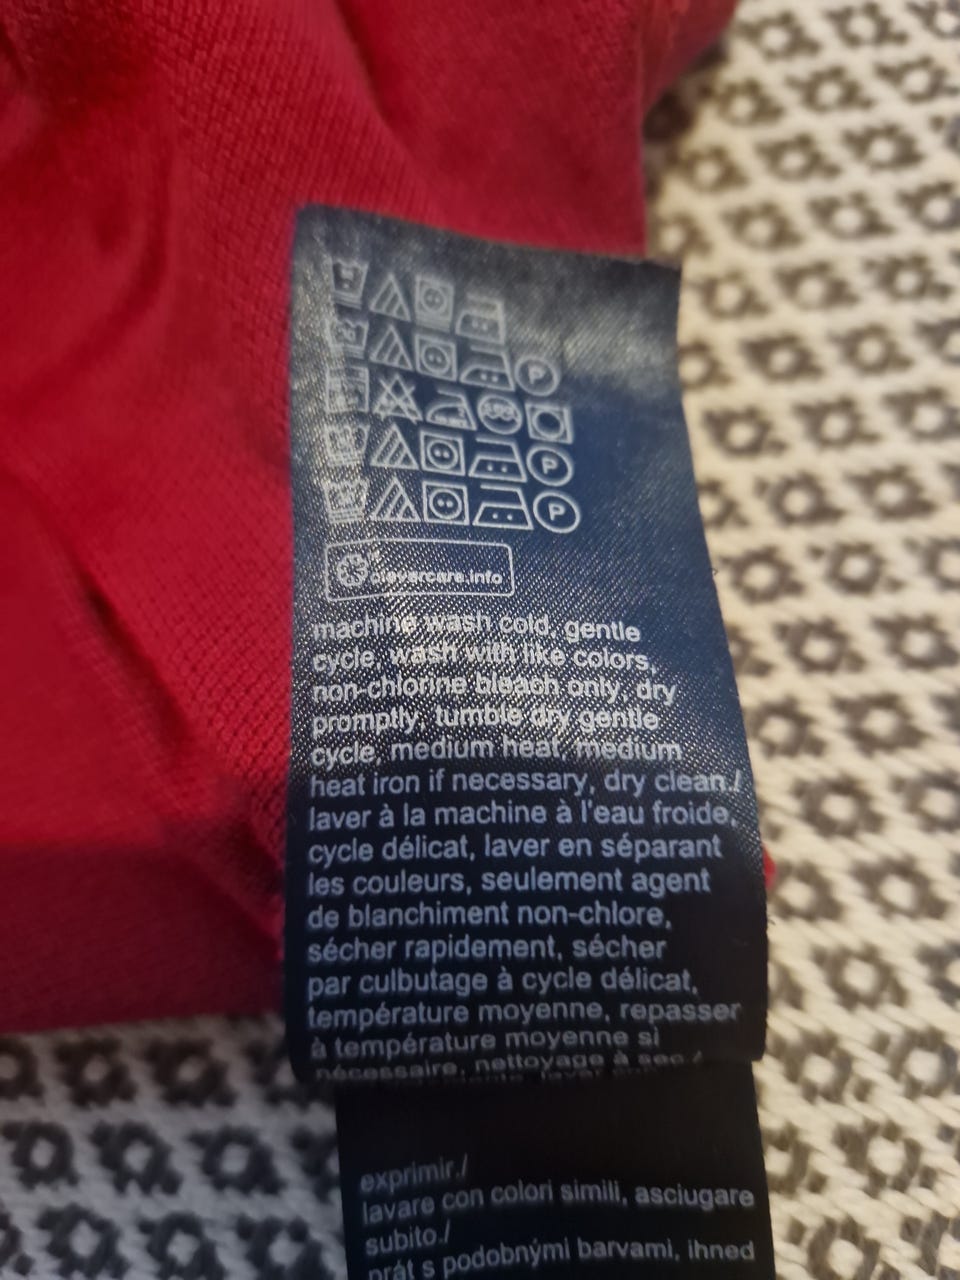 P
P
P
clevercare.info
machine wash cold, gentle
cycle, wash with like colors,
non-chlorine bleach only, dry
promptly, tumble dry gentle
cycle, medium heat, medium
heat iron if necessary, dry clean./
laver à la machine à l'eau froide,
cycle délicat, laver en séparant
les couleurs, seulement agent
de blanchiment non-chlore,
sécher rapidement, sécher
par culbutage à cycle délicat,
température moyenne, repasser
à température moyenne si
nécessaire, nettoyage à sec./
exprimir./
lavare con colori simili, asciugare
subito./
prát s podobnými barvami, ihned